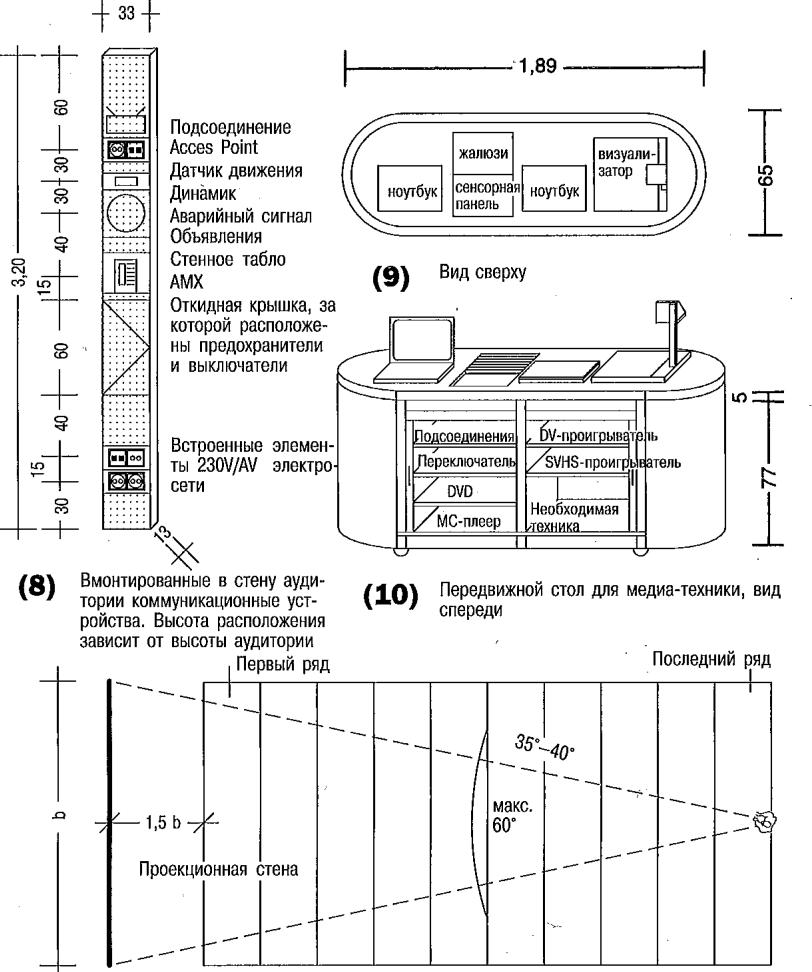 33
3,20
60
30
30
40
15
60
40
15
30
13
Подсоединение
Acces Point
Датчик движения
Динамик
Аварийный сигнал
Объявления
Стенное табло
AMX
Откидная крышка, за
которой расположе-
ны предохранители
и выключатели
Встроенные элемен-
ты 230V/AV электро-
сети
(8)
Вмонтированные в стену ауди-
тории коммуникационные уст-
ройства. Высота расположения
зависит от высоты аудитории
1,89
65
жалюзи
ноутбук
сенсорная
панель
ноутбук
визуали-
затор
(9)
Вид сверху
5
77
Подсоединения
DV-проигрыватель
Переключатель
SVHS-проигрыватель
DVD
МС-плеер
Необходимая
техника
(10)
Передвижной стол для медиа-техники, вид
спереди
Первый ряд
Последний ряд
35°–40°
макс.
60°
b
1,5 b
Проекционная стена